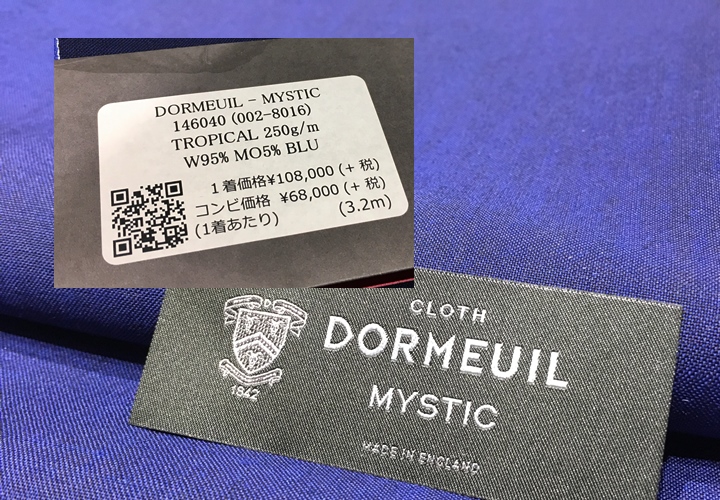 DORMEUIL - MYSTIC
146040 (002-8016)
TROPICAL 250g/m
W95% MO5% BLU
1着価格¥108,000 (+ 税)
コンビ価格 ¥68,000 (+ 税)
(1着あたり) (3.2m)
CLOTH
DORMEUIL
MYSTIC
1842
MADE IN ENGLAND